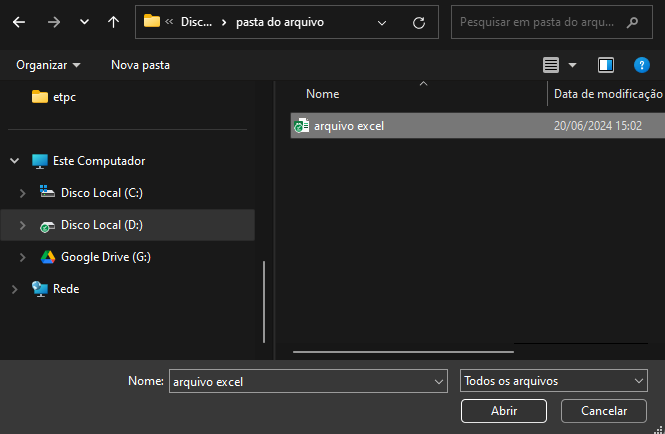 « Disc... › pasta do arquivo
Pesquisar em pasta do arqu...
Organizar
Nova pasta
?
etpc
Este Computador
Disco Local (C:)
Disco Local (D:)
Google Drive (G:)
Rede
Nome
Data de modificação
arquivo excel
20/06/2024 15:02
Nome:
arquivo excel
Todos os arquivos
Abrir
Cancelar